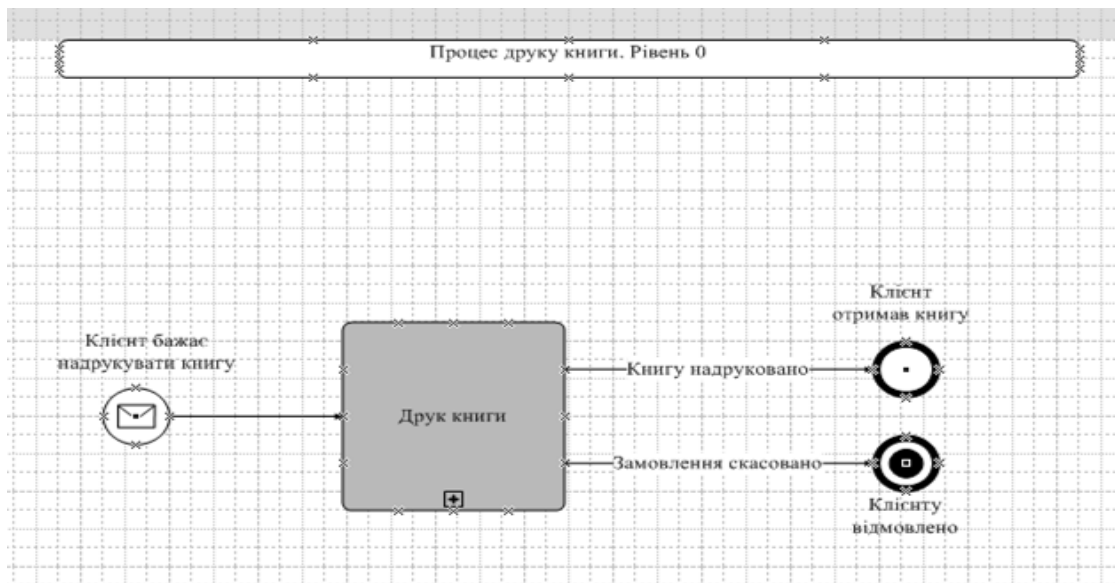 Процес друку книги. Рівень 0
Клієнт
отримав книгу
Клієнт бажає
надрукувати книгу
Книгу надруковано
Друк книги
Замовлення скасовано
Клієнту
відмовлено